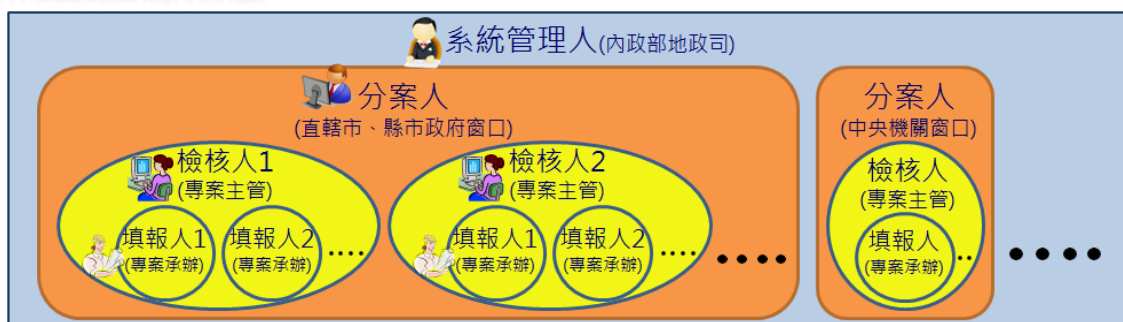 系統管理人(內政部地政司)
分案人
(直轄市、縣市政府窗口)
檢核人1
(專案主管)
填報人1
(專案承辦)
填報人2
(專案承辦)
....
檢核人2
(專案主管)
填報人1
(專案承辦)
填報人2
(專案承辦)
....
....
分案人
(中央機關窗口)
檢核人
(專案主管)
填報人
(專案承辦)
..
....